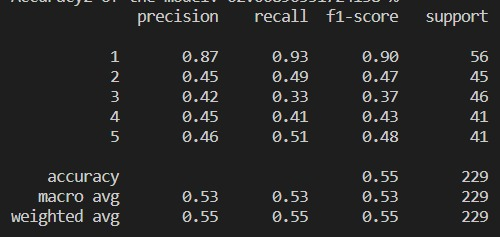 precision recall f1-score support
1 0.87 0.93 0.90 56
2 0.45 0.49 0.47 45
3 0.42 0.33 0.37 46
4 0.45 0.41 0.43 41
5 0.46 0.51 0.48 41
accuracy 0.55 229
macro avg 0.53 0.53 0.53 229
weighted avg 0.55 0.55 0.55 229